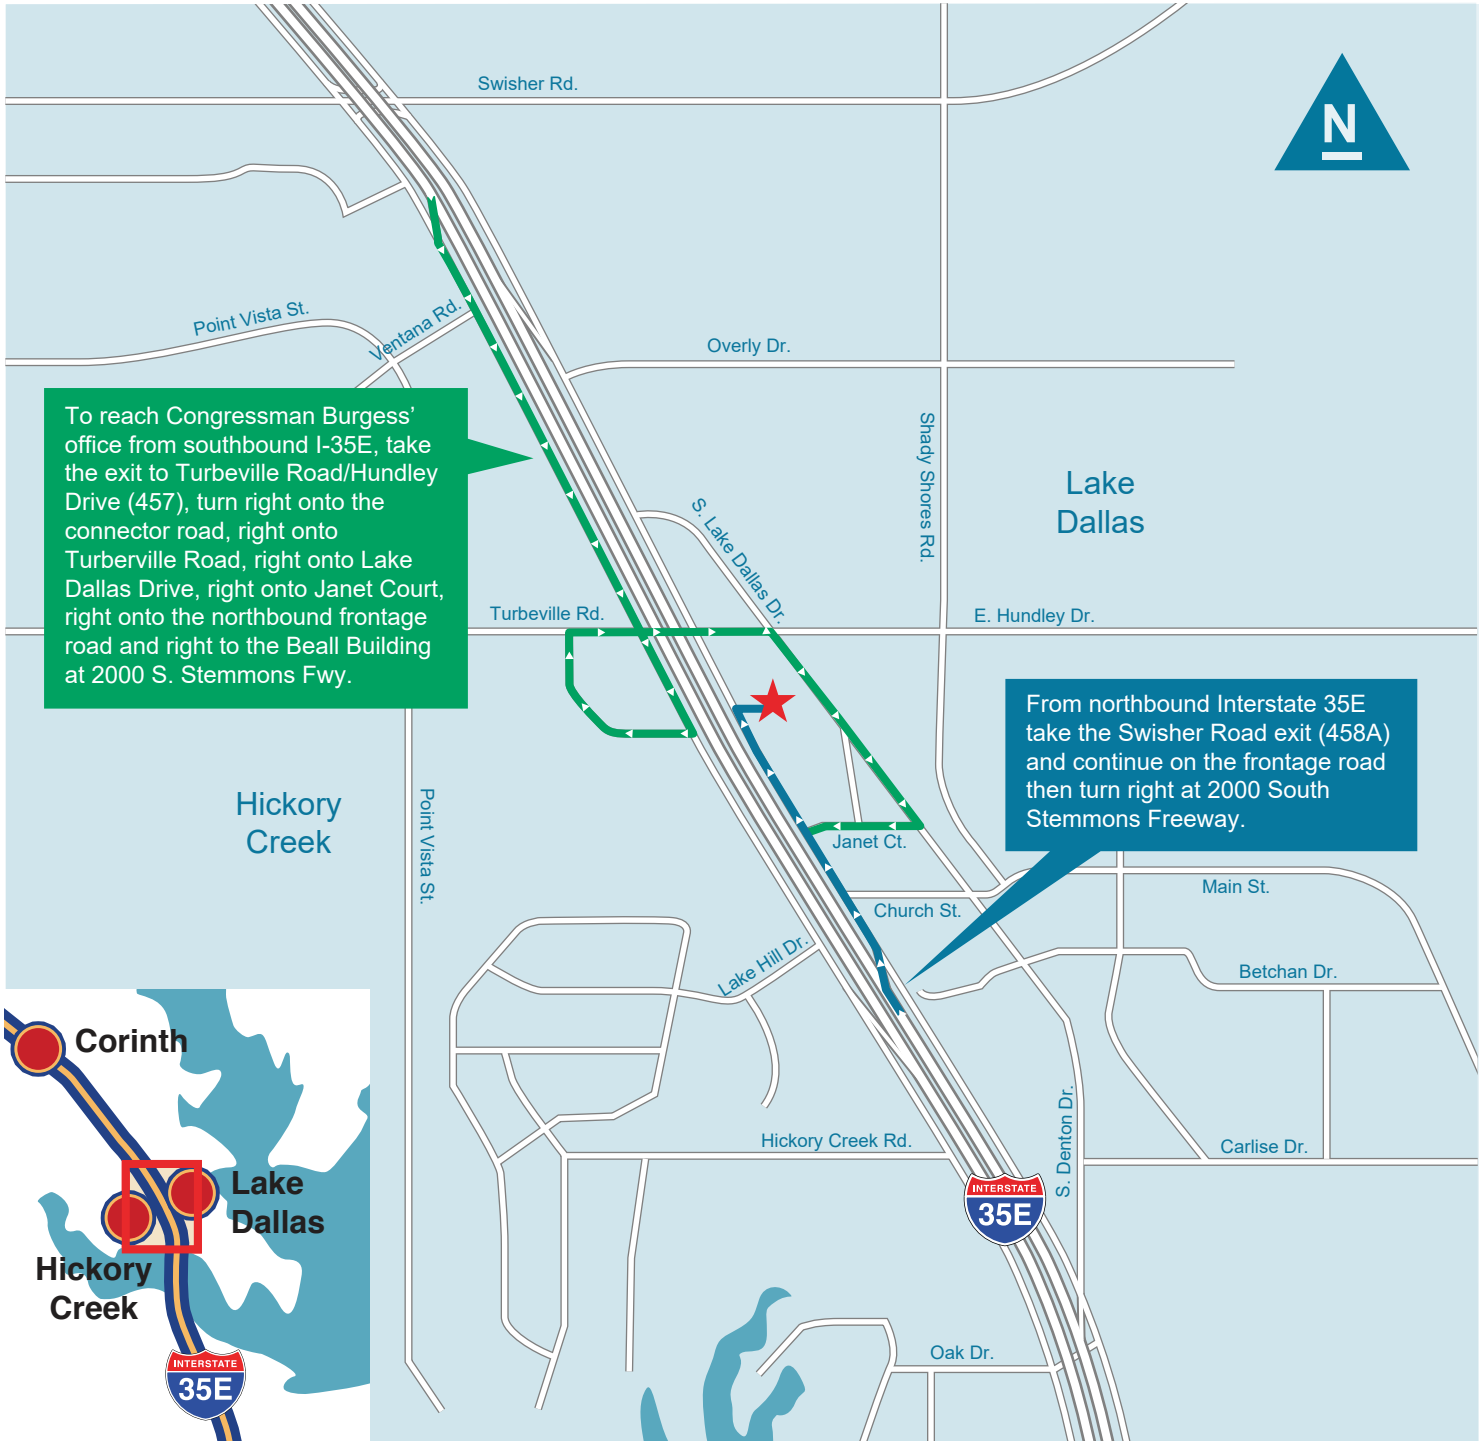 Swisher Rd.
N
Point Vista St.
Ventana Rd.
Overly Dr.
To reach Congressman Burgess’
office from southbound I-35E, take
the exit to Turbeville Road/Hundley
Drive (457), turn right onto the
connector road, right onto
Turberville Road, right onto Lake
Dallas Drive, right onto Janet Court,
right onto the northbound frontage
road and right to the Beall Building
at 2000 S. Stemmons Fwy.
Shady Shores Rd.
Lake
Dallas
S. Lake Dallas Dr.
Turbeville Rd.
E. Hundley Dr.
From northbound Interstate 35E
take the Swisher Road exit (458A)
and continue on the frontage road
then turn right at 2000 South
Stemmons Freeway.
Hickory
Creek
Point Vista St.
Janet Ct.
Main St.
Church St.
Lake Hill Dr.
Betchan Dr.
Corinth
Lake
Dallas
Hickory
Creek
INTERSTATE
35E
Hickory Creek Rd.
S. Denton Dr.
Carlise Dr.
INTERSTATE
35E
Oak Dr.